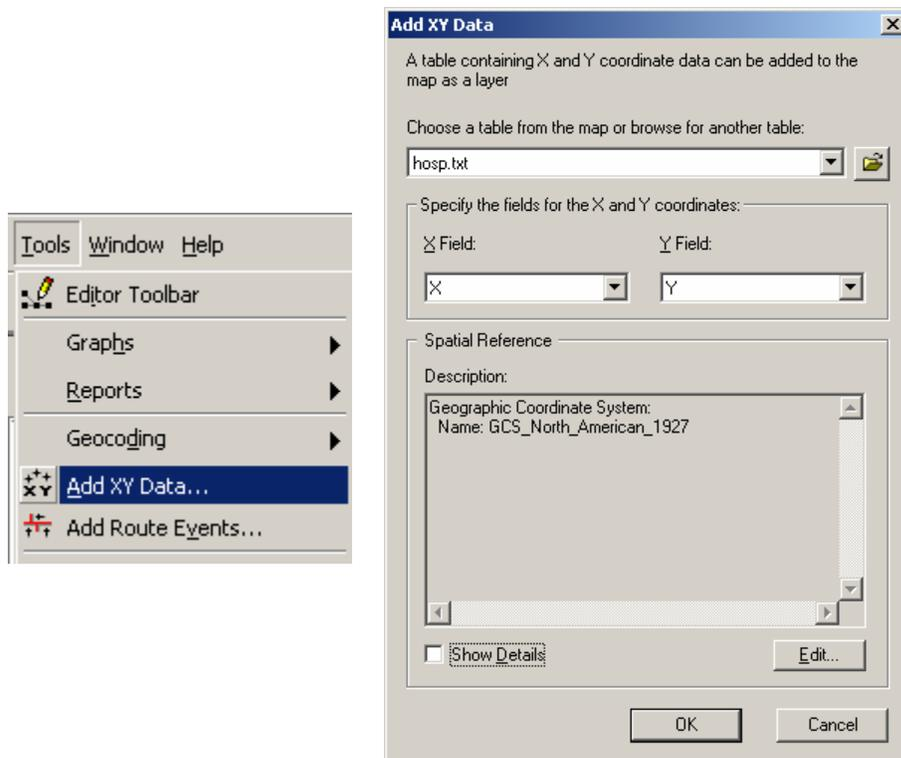 Tools Window Help
Editor Toolbar
Graphs
Reports
Geocoding
XY Add XY Data...
Add Route Events...
Add XY Data
A table containing X and Y coordinate data can be added to the
map as a layer
Choose a table from the map or browse for another table:
hosp.txt
Specify the fields for the X and Y coordinates:
X Field: Y Field:
X Y
Spatial Reference
Description:
Geographic Coordinate System:
Name: GCS_North_American_1927
Show Details Edit...
OK Cancel